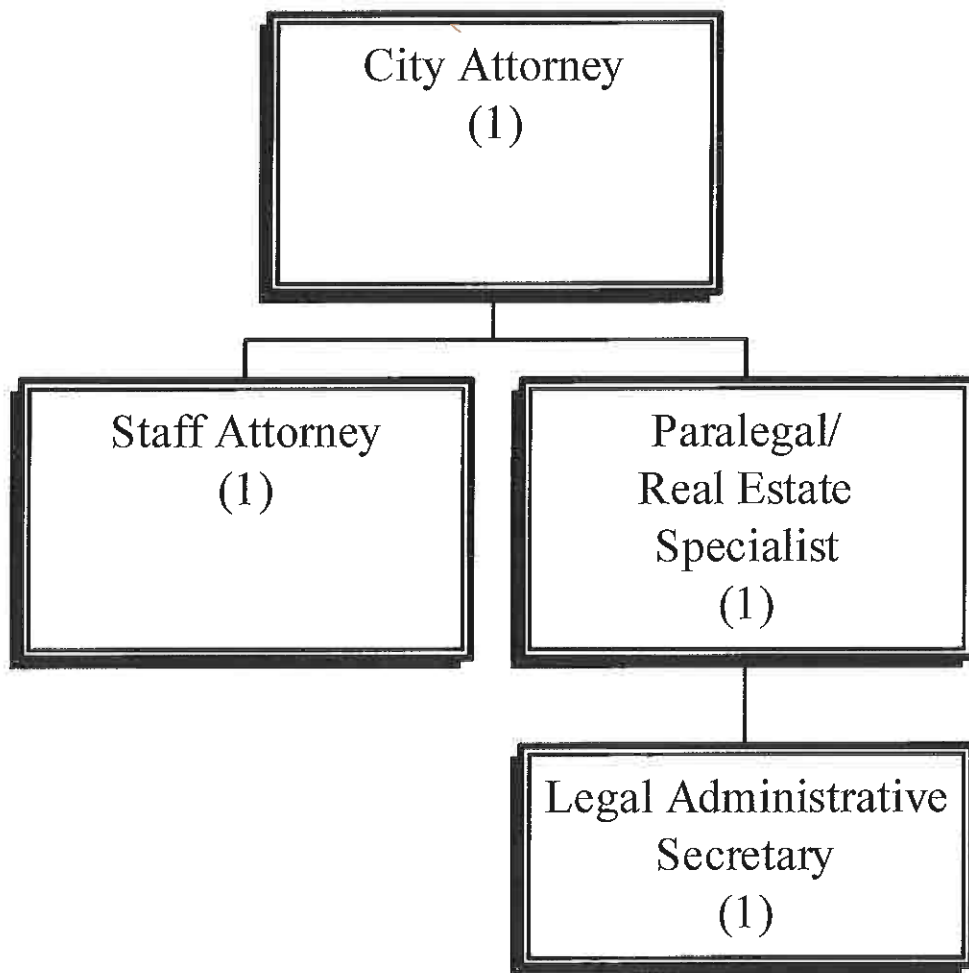 City Attorney
(1)
Staff Attorney
(1)
Paralegal/
Real Estate
Specialist
(1)
Legal Administrative
Secretary
(1)